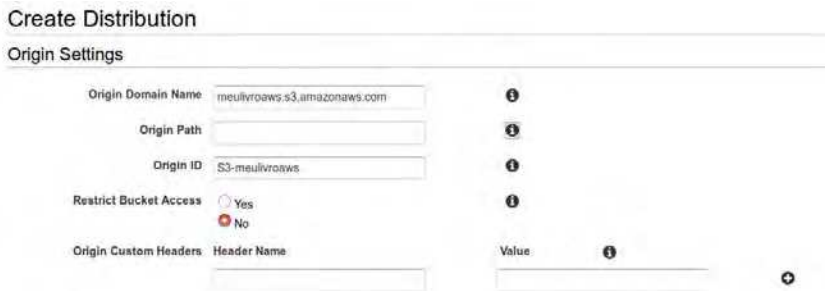 Create Distribution
Origin Settings
Origin Domain Name meulivroaws.s3.amazonaws.com
Origin Path
Origin ID S3-meulivroaws
Restrict Bucket Access Yes
No
Origin Custom Headers Header Name Value